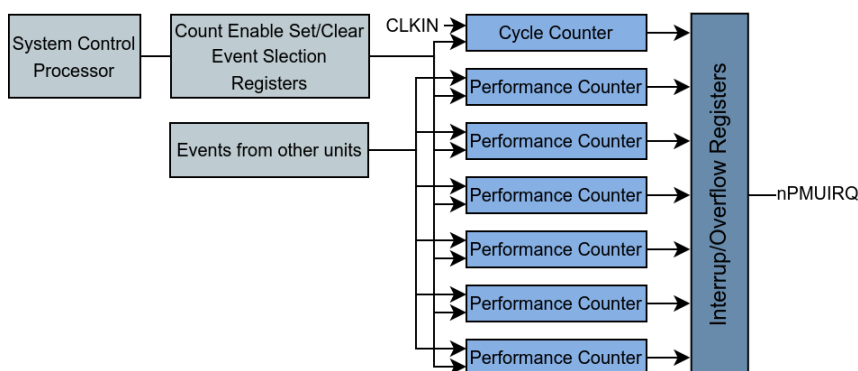 System Control
Processor
Count Enable Set/Clear
Event Slection
Registers
CLKIN
Cycle Counter
Performance Counter
Events from other units
Performance Counter
Performance Counter
Performance Counter
Performance Counter
Performance Counter
Interrup/Overflow Registers
nPMUIRQ